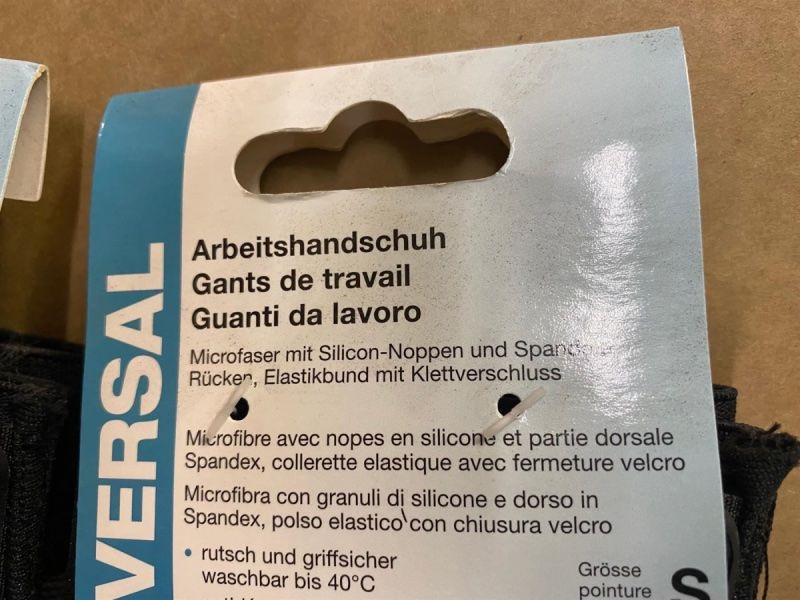 VERSAL
Arbeitshandschuh
Gants de travail
Guanti da lavoro
Microfaser mit Silicon-Noppen und
Rücken, Elastikbund mit Klettverschluss
Microfibre avec nopes en silicone et partie dorsale
Spandex, collerette elastique avec fermeture velcro
Microfibra con granuli di silicone e dorso in
Spandex, polso elastico con chiusura velcro
• rutsch und griffsicher
waschbar bis 40°C
Grösse
pointure
S